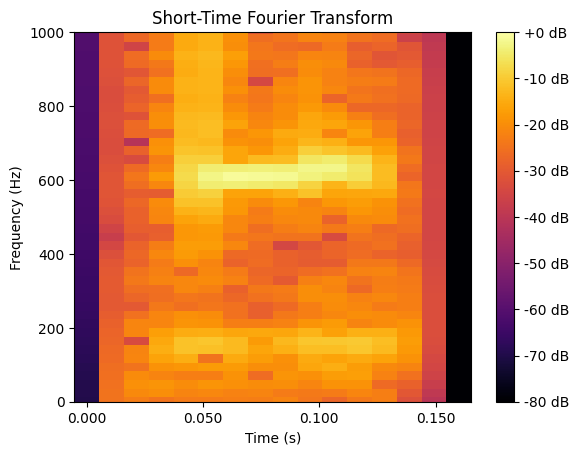 Short-Time Fourier Transform
1000
800
600
400
200
0
Frequency (Hz)
0.000
0.050
0.100
0.150
Time (s)
+0 dB
-10 dB
-20 dB
-30 dB
-40 dB
-50 dB
-60 dB
-70 dB
-80 dB